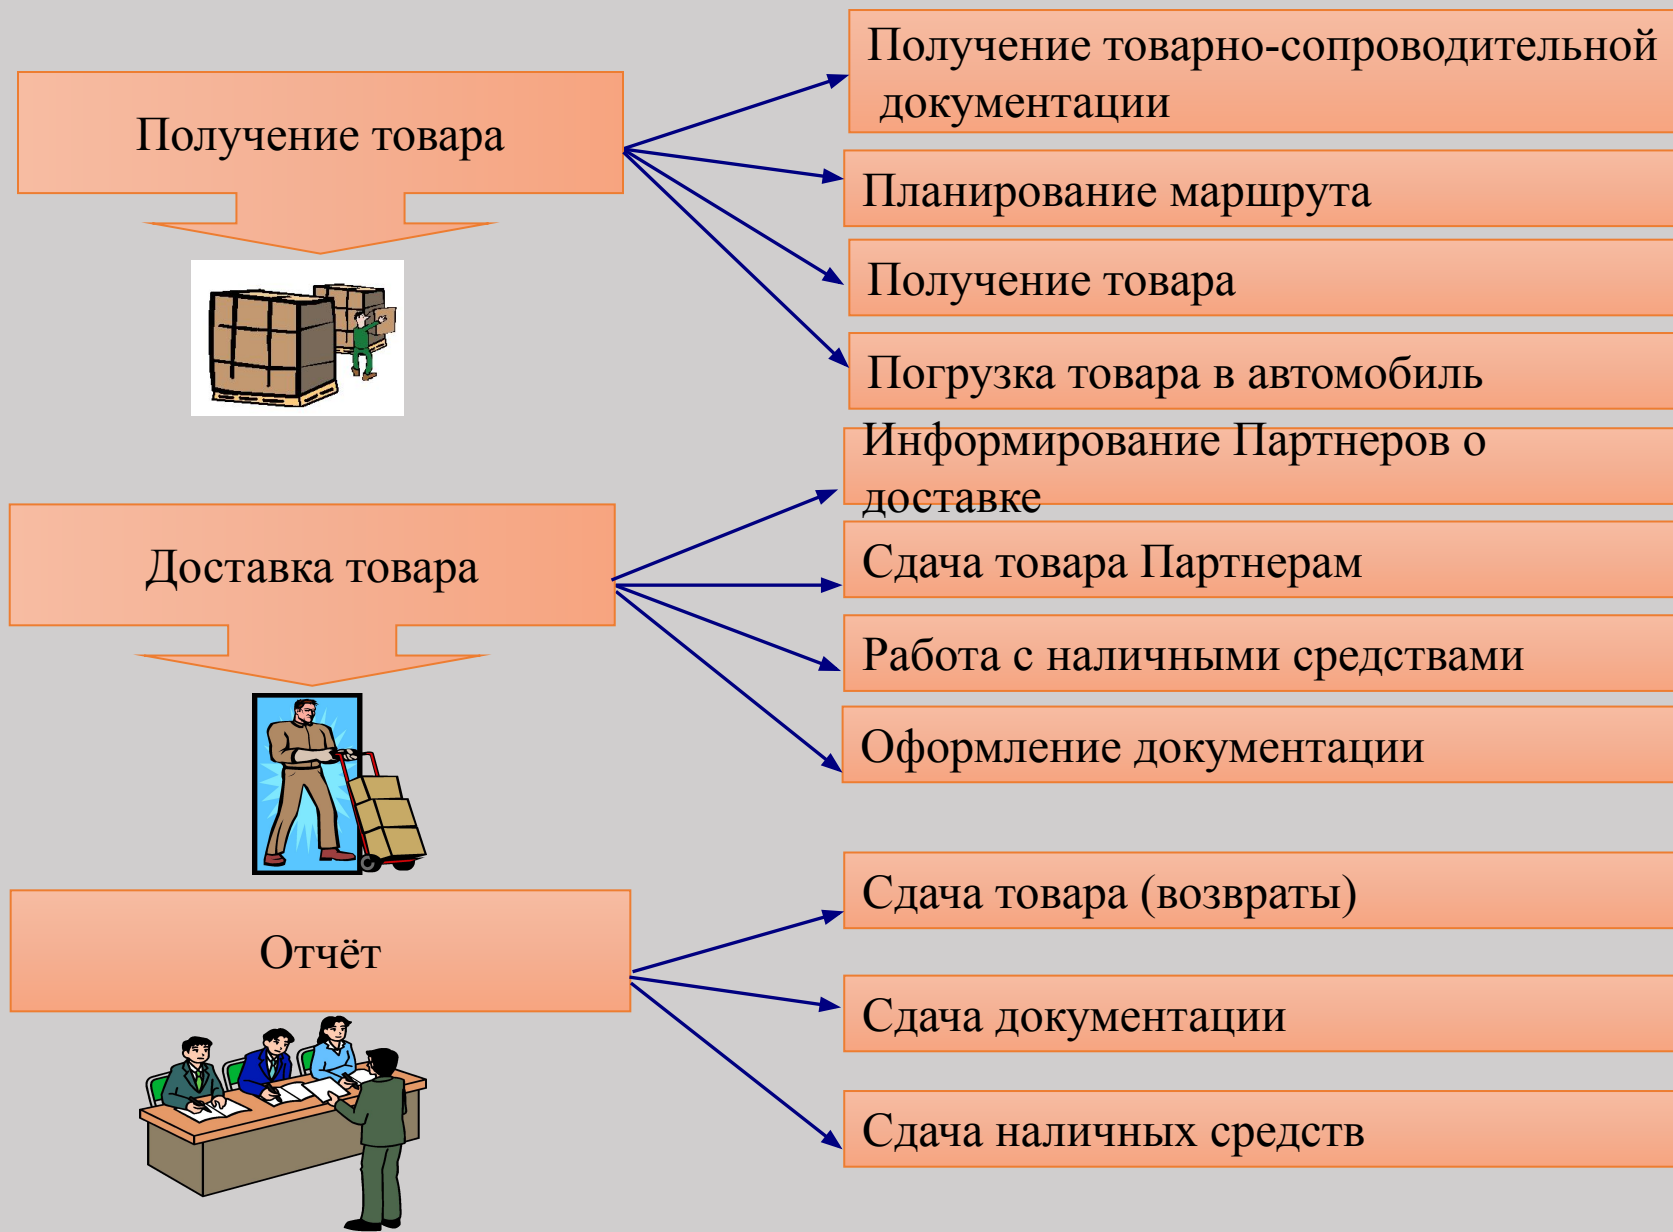 Получение товара
Получение товарно-сопроводительной
документации
Планирование маршрута
Получение товара
Погрузка товара в автомобиль
Доставка товара
Информирование Партнеров о
доставке
Сдача товара Партнерам
Работа с наличными средствами
Оформление документации
Отчёт
Сдача товара (возвраты)
Сдача документации
Сдача наличных средств